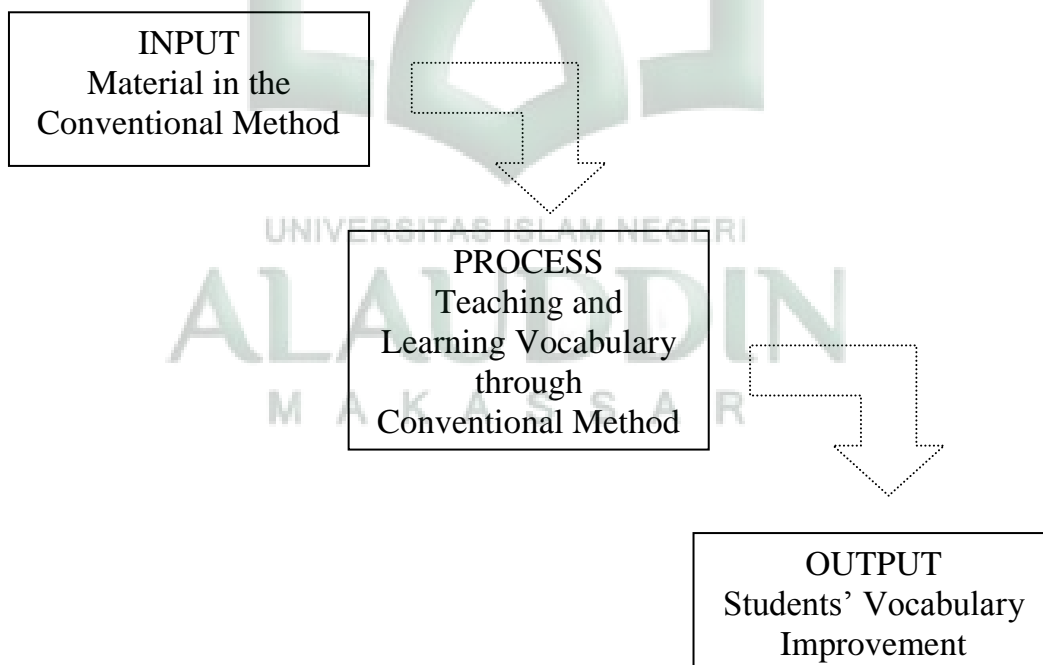 INPUT
Material in the
Conventional Method
UNIVERSITAS ISLAM NEGERI
ALAUDDIN
MAKASSAR
PROCESS
Teaching and
Learning Vocabulary
through
Conventional Method
OUTPUT
Students’ Vocabulary
Improvement